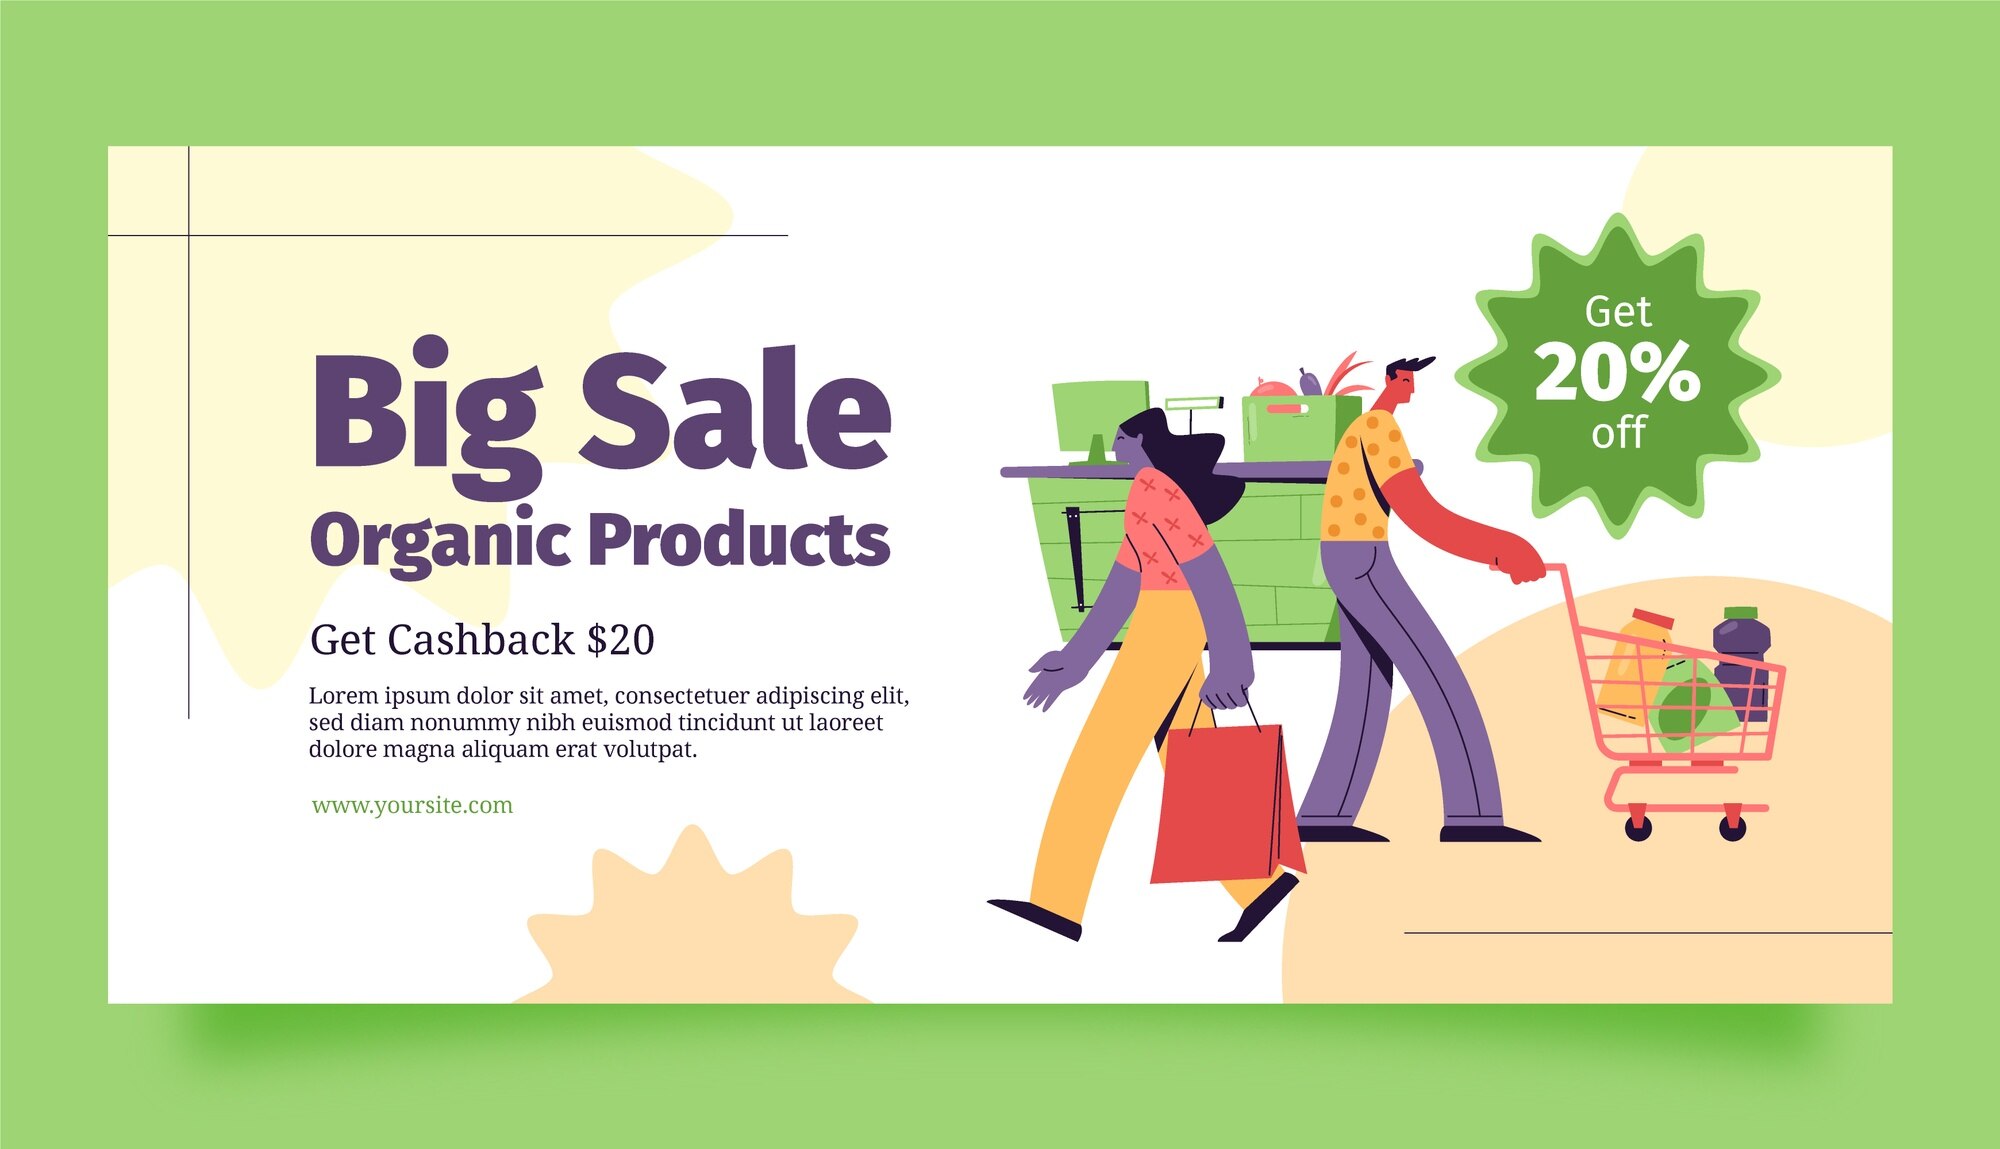 Big Sale
Organic Products
Get Cashback $20
Lorem ipsum dolor sit amet, consectetuer adipiscing elit,
sed diam nonummy nibh euismod tincidunt ut laoreet
dolore magna aliquam erat volutpat.
www.yoursite.com
Get
20%
off